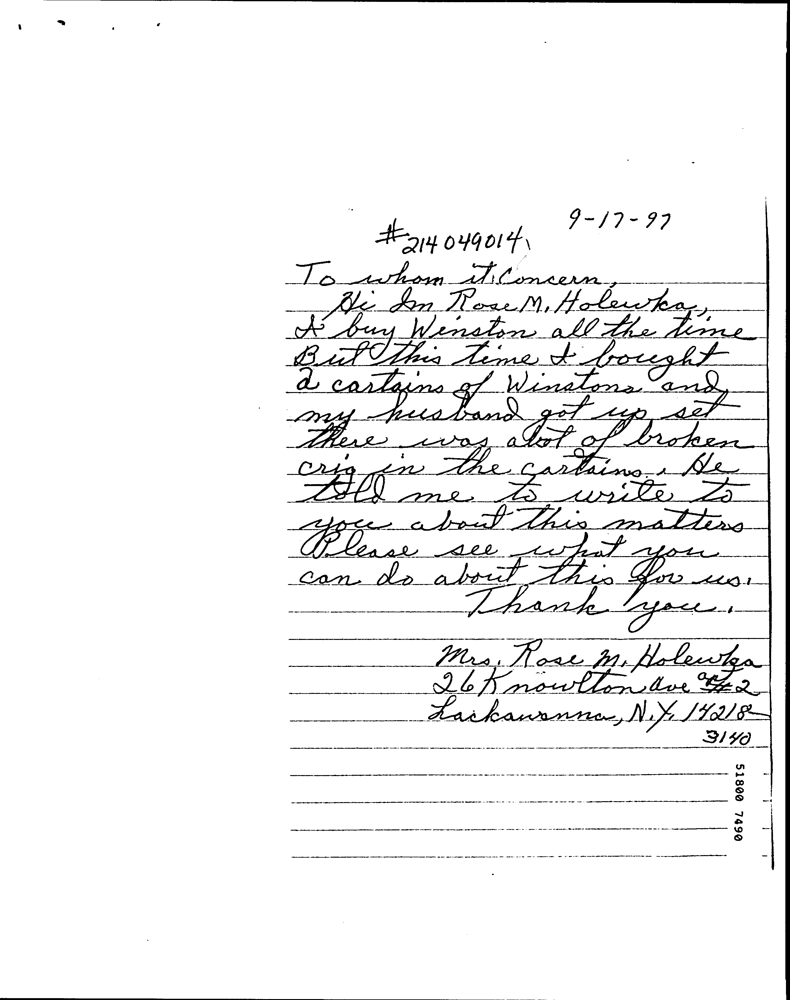 9-17-97
#214049014
To whom it Concern,
Hi Im Rose M. Holewka,
I buy Winston all the time
But this time I bought
2 cartains of Winstons and
my husband got up set
there was alot of broken
crig in the cartains. He
told me to write to
you about this matters
Please see what you
can do about this for us.
Thank you.
Mrs. Rose M. Holewka
26 Knowlton Ave apt #2
Lackawanna, N.Y. 14218-
3140
51800 7490